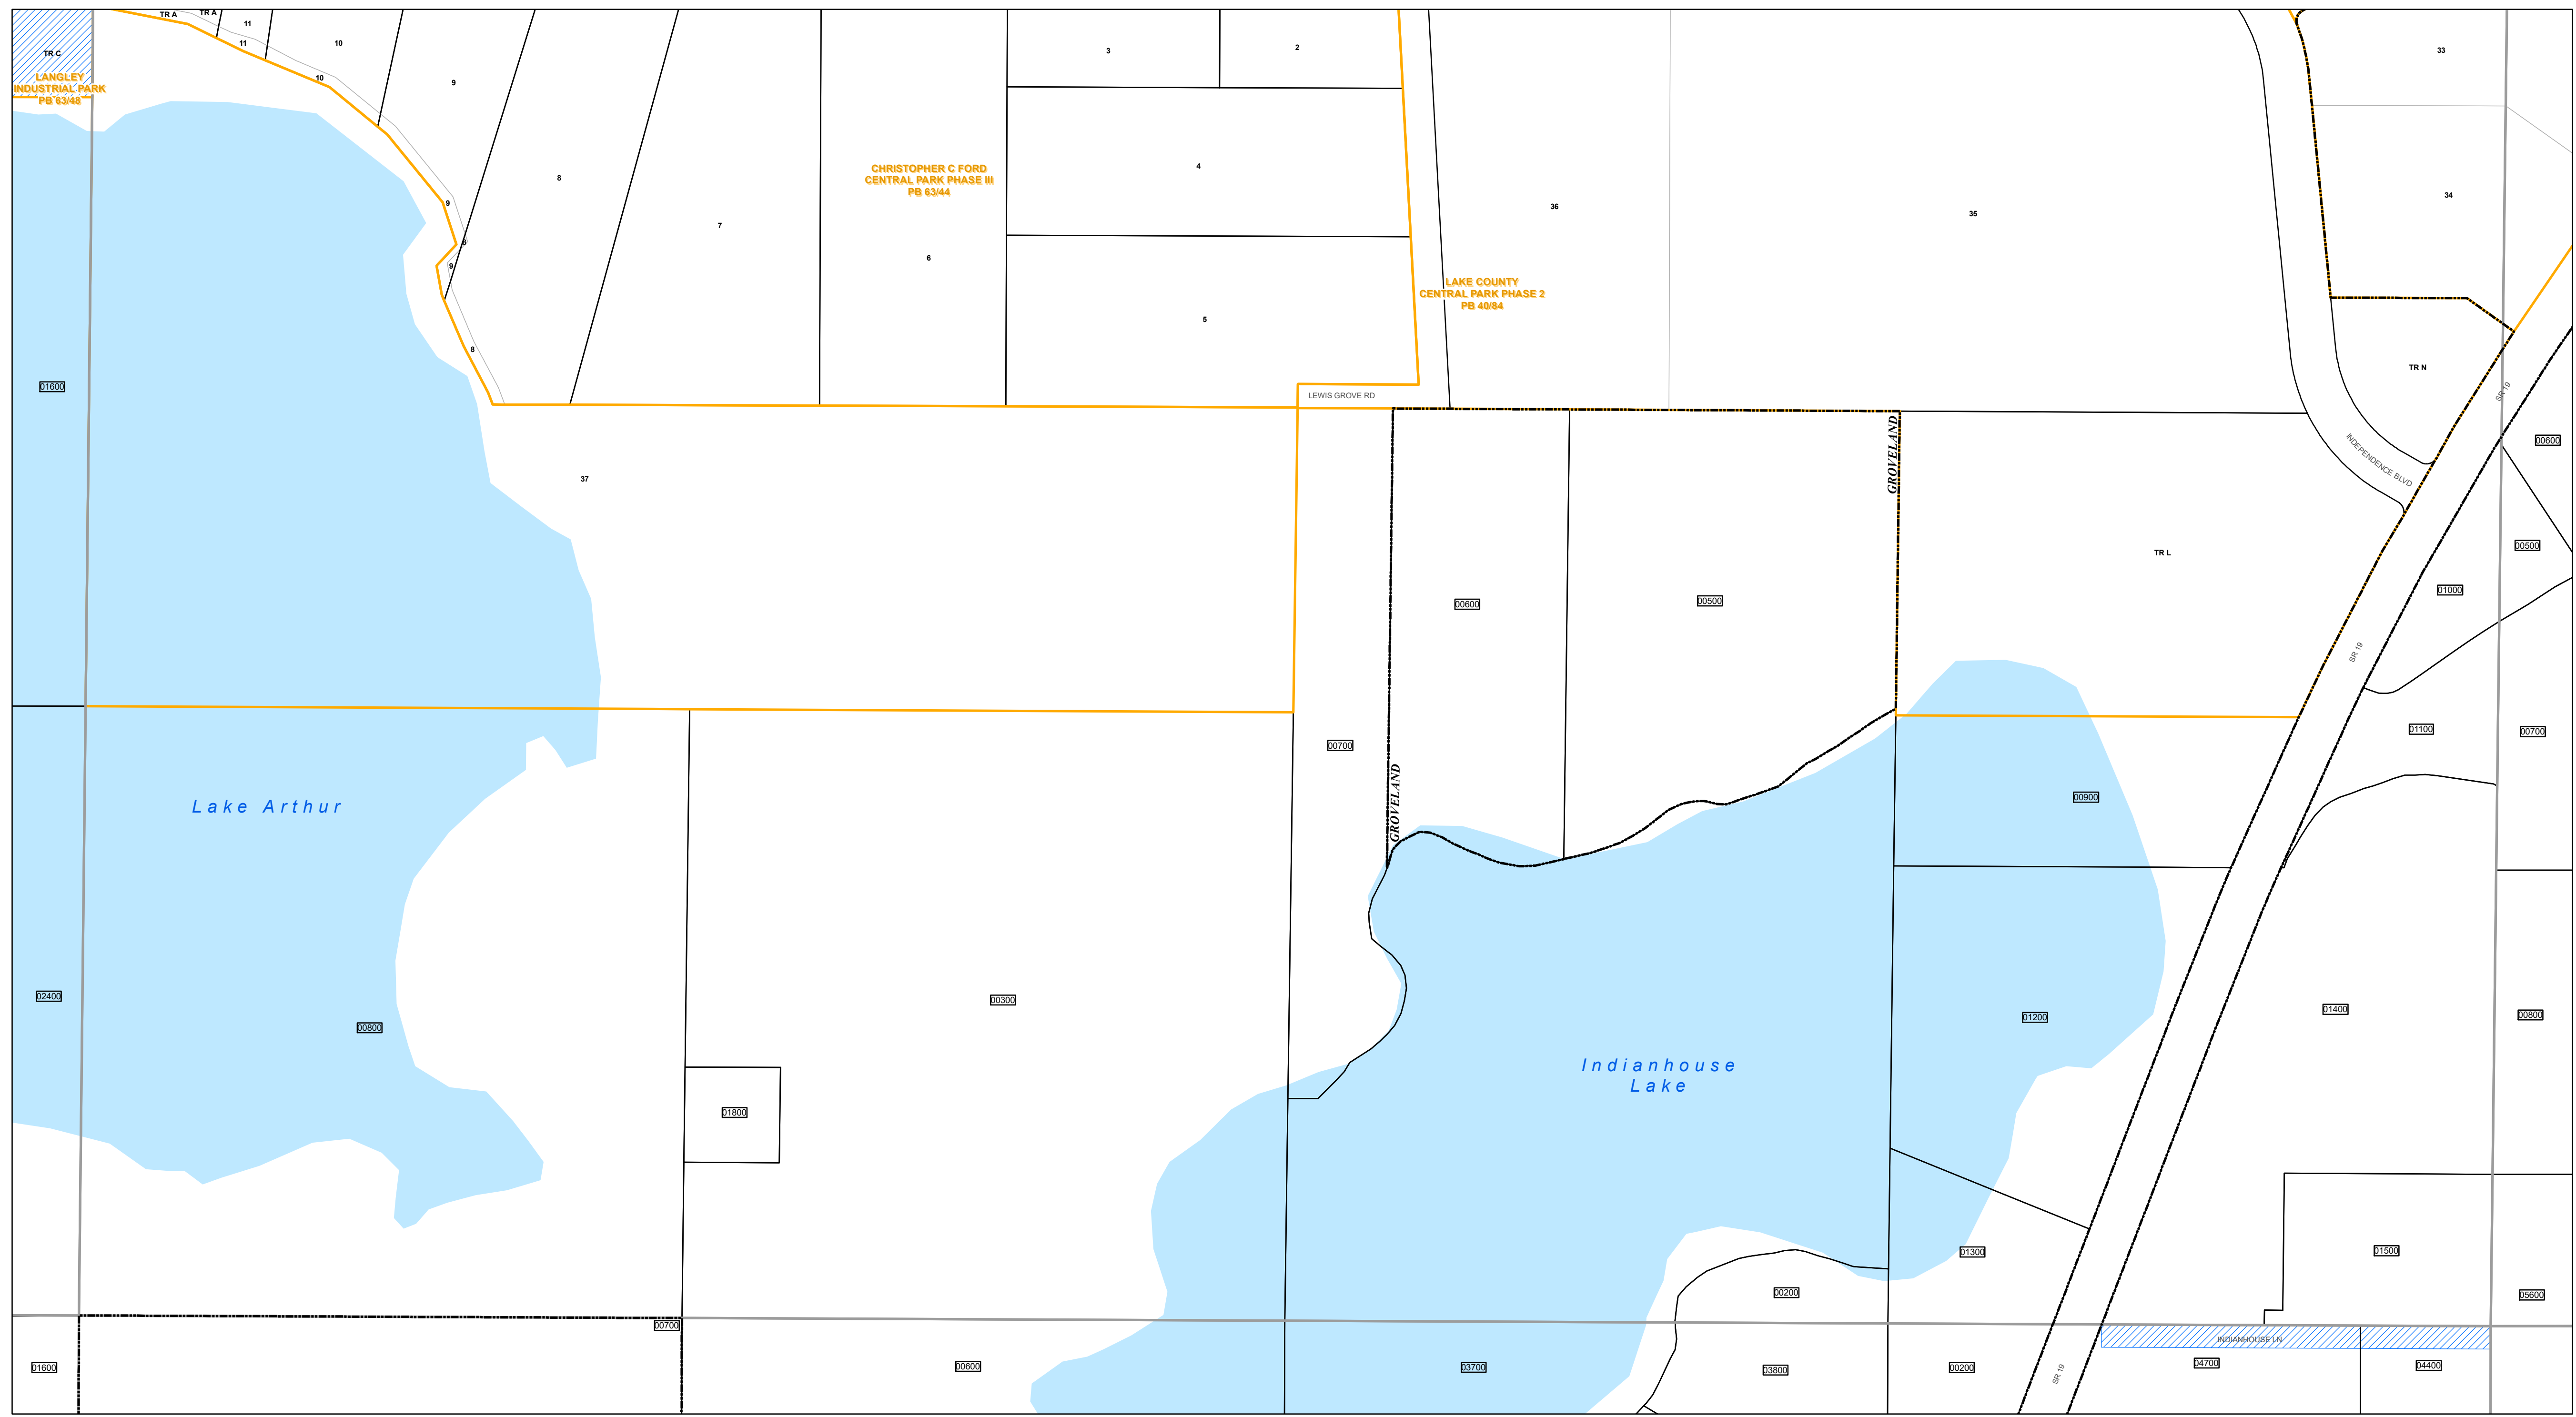 TR A
TR A
11
11
10
10
TR C
LANGLEY
INDUSTRIAL PARK
PB 63/48
9
9
9
8
8
8
7
CHRISTOPHER C FORD
CENTRAL PARK PHASE III
PB 63/44
6
3
2
4
5
LAKE COUNTY
CENTRAL PARK PHASE 2
PB 40/84
36
35
33
34
TR N
SR 19
LEWIS GROVE RD
INDEPENDENCE BLVD
GROVELAND
01600
37
00600
00500
TR L
00600
00500
01000
SR 19
01100
00700
00700
GROVELAND
00900
Lake Arthur
02400
00800
00300
01800
Indianhouse
Lake
01200
01400
00800
01300
00200
01500
05600
00700
01600
00600
03700
03800
00200
SR 19
INDIANHOUSE LN
04700
04400